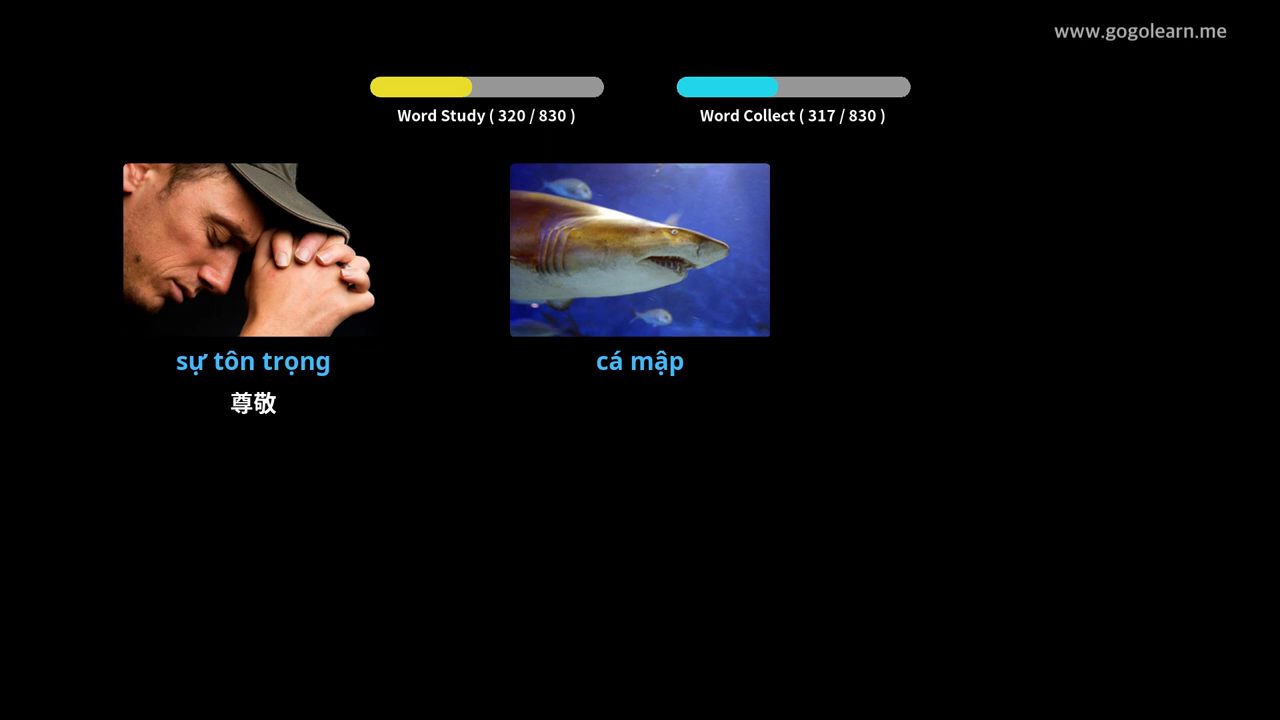 www.gogolearn.me
Word Study ( 320 / 830 )
Word Collect ( 317 / 830 )
sự tôn trọng
cá mập
尊敬